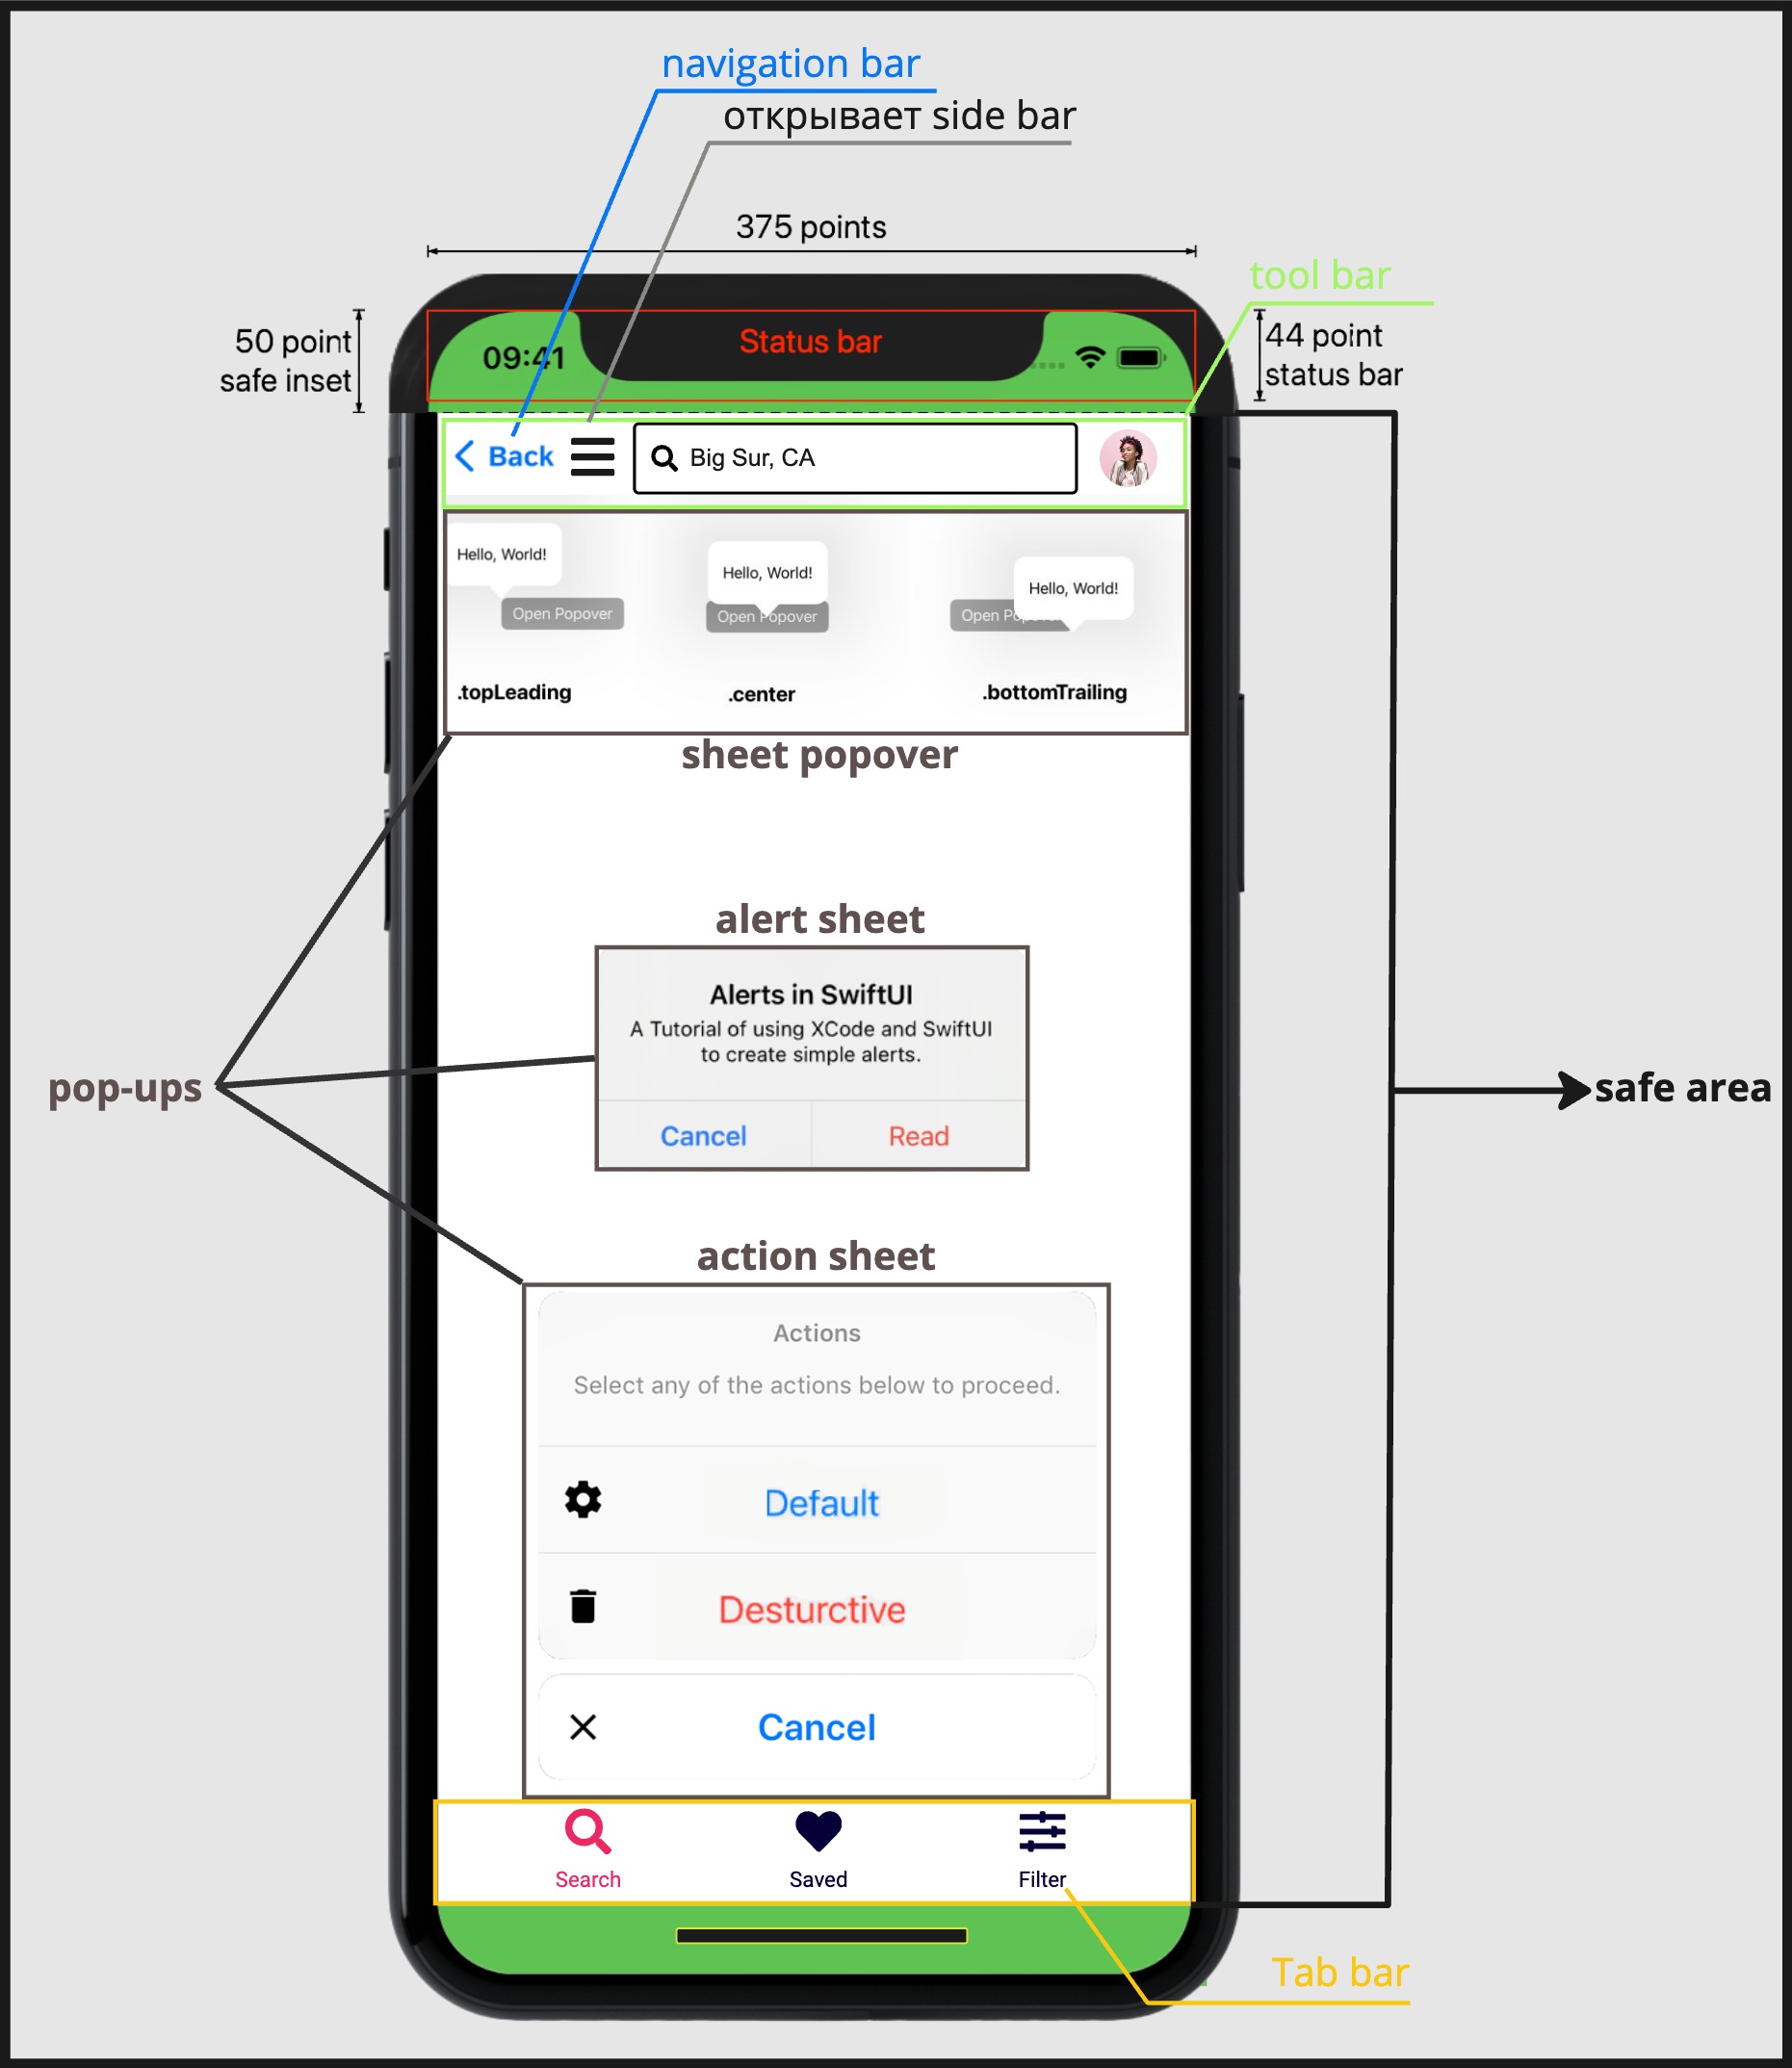 navigation bar
открывает side bar
375 points
tool bar
50 point
safe inset
09:41
Status bar
44 point
status bar
Back
Big Sur, CA
Hello, World!
Open Popover
.topLeading
Hello, World!
Open Popover
.center
Hello, World!
Open
.bottomTrailing
sheet popover
alert sheet
Alerts in SwiftUI
A Tutorial of using XCode and SwiftUI
to create simple alerts.
Cancel
Read
pop-ups
safe area
action sheet
Actions
Select any of the actions below to proceed.
Default
Desturctive
Cancel
Search
Saved
Filter
Tab bar